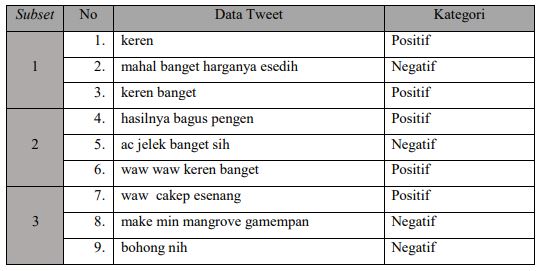 Subset No Data Tweet Kategori
1. keren Positif
1 2. mahal banget harganya esedih Negatif
3. keren banget Positif
4. hasilnya bagus pengen Positif
2 5. ac jelek banget sih Negatif
6. waw waw keren banget Positif
7. waw cakep esenang Positif
3 8. make min mangrove gamempan Negatif
9. bohong nih Negatif